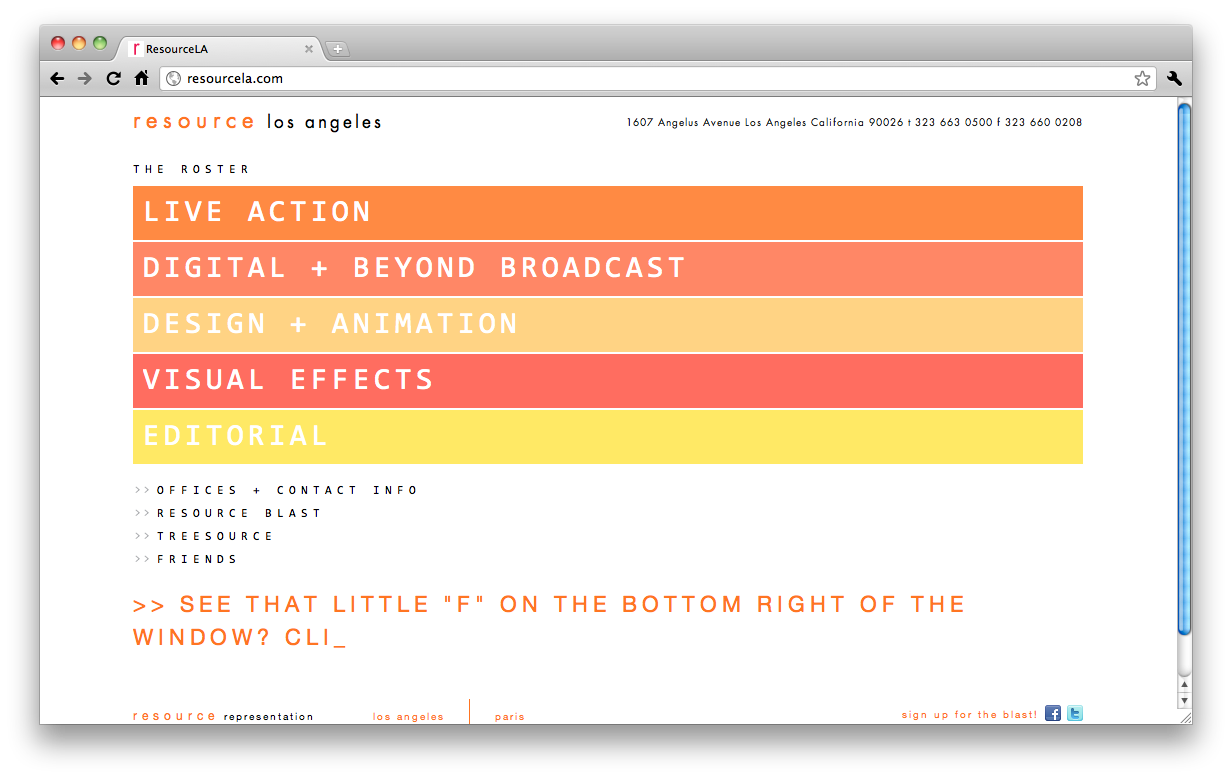 ResourceLA
resourcela.com
resource los angeles
1607 Angelus Avenue Los Angeles California 90026 t 323 663 0500 f 323 660 0208
THE ROSTER
LIVE ACTION
DIGITAL + BEYOND BROADCAST
DESIGN + ANIMATION
VISUAL EFFECTS
EDITORIAL
>> OFFICES + CONTACT INFO
>> RESOURCE BLAST
>> TREESOURCE
>> FRIENDS
>> SEE THAT LITTLE "F" ON THE BOTTOM RIGHT OF THE
WINDOW? CLI_
resource representation los angeles paris sign up for the blast!